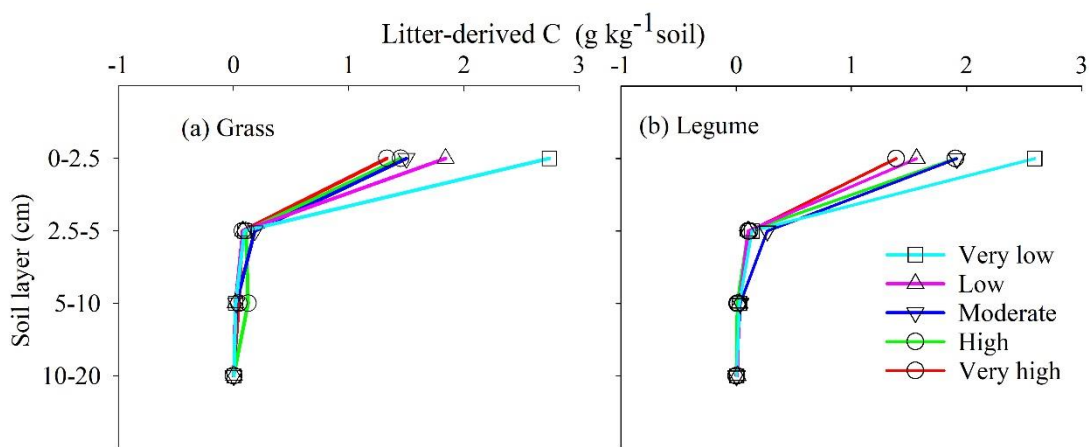 Litter-derived C (g kg⁻¹soil)
-1 0 1 2 3 -1 0 1 2 3
(a) Grass
(b) Legume
0-2.5
2.5-5
5-10
10-20
Soil layer (cm)
Very low
Low
Moderate
High
Very high